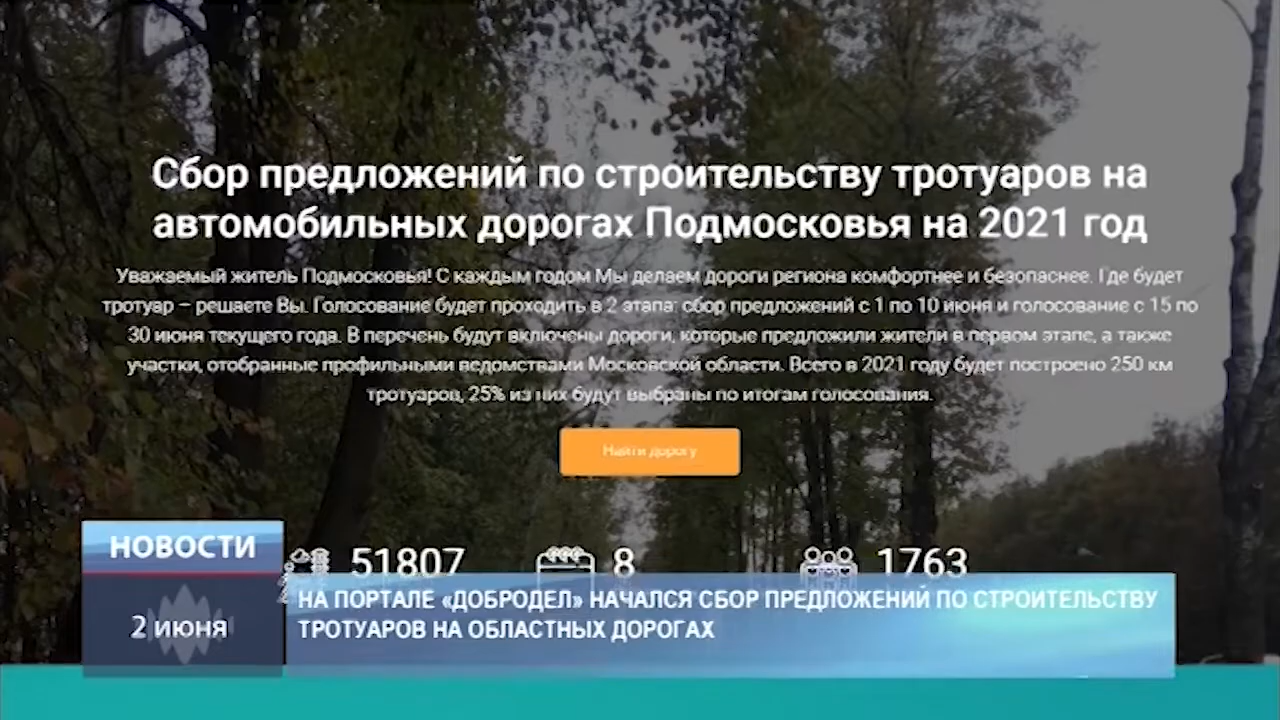 Сбор предложений по строительству тротуаров на
автомобильных дорогах Подмосковья на 2021 год
Уважаемый житель Подмосковья! С каждым годом Мы делаем дороги региона комфортнее и безопаснее. Где будет
тротуар – решаете Вы. Голосование будет проходить в 2 этапа: сбор предложений с 1 по 10 июня и голосование с 15 по
30 июня текущего года. В перечень будут включены дороги, которые предложили жители в первом этапе, а также
участки, отобранные профильными ведомствами Московской области. Всего в 2021 году будет построено 250 км
тротуаров, 25% из них будут выбраны по итогам голосования.
Найти дорогу
51807 8 1763
НОВОСТИ
2 июня
НА ПОРТАЛЕ «ДОБРОДЕЛ» НАЧАЛСЯ СБОР ПРЕДЛОЖЕНИЙ ПО СТРОИТЕЛЬСТВУ
ТРОТУАРОВ НА ОБЛАСТНЫХ ДОРОГАХ